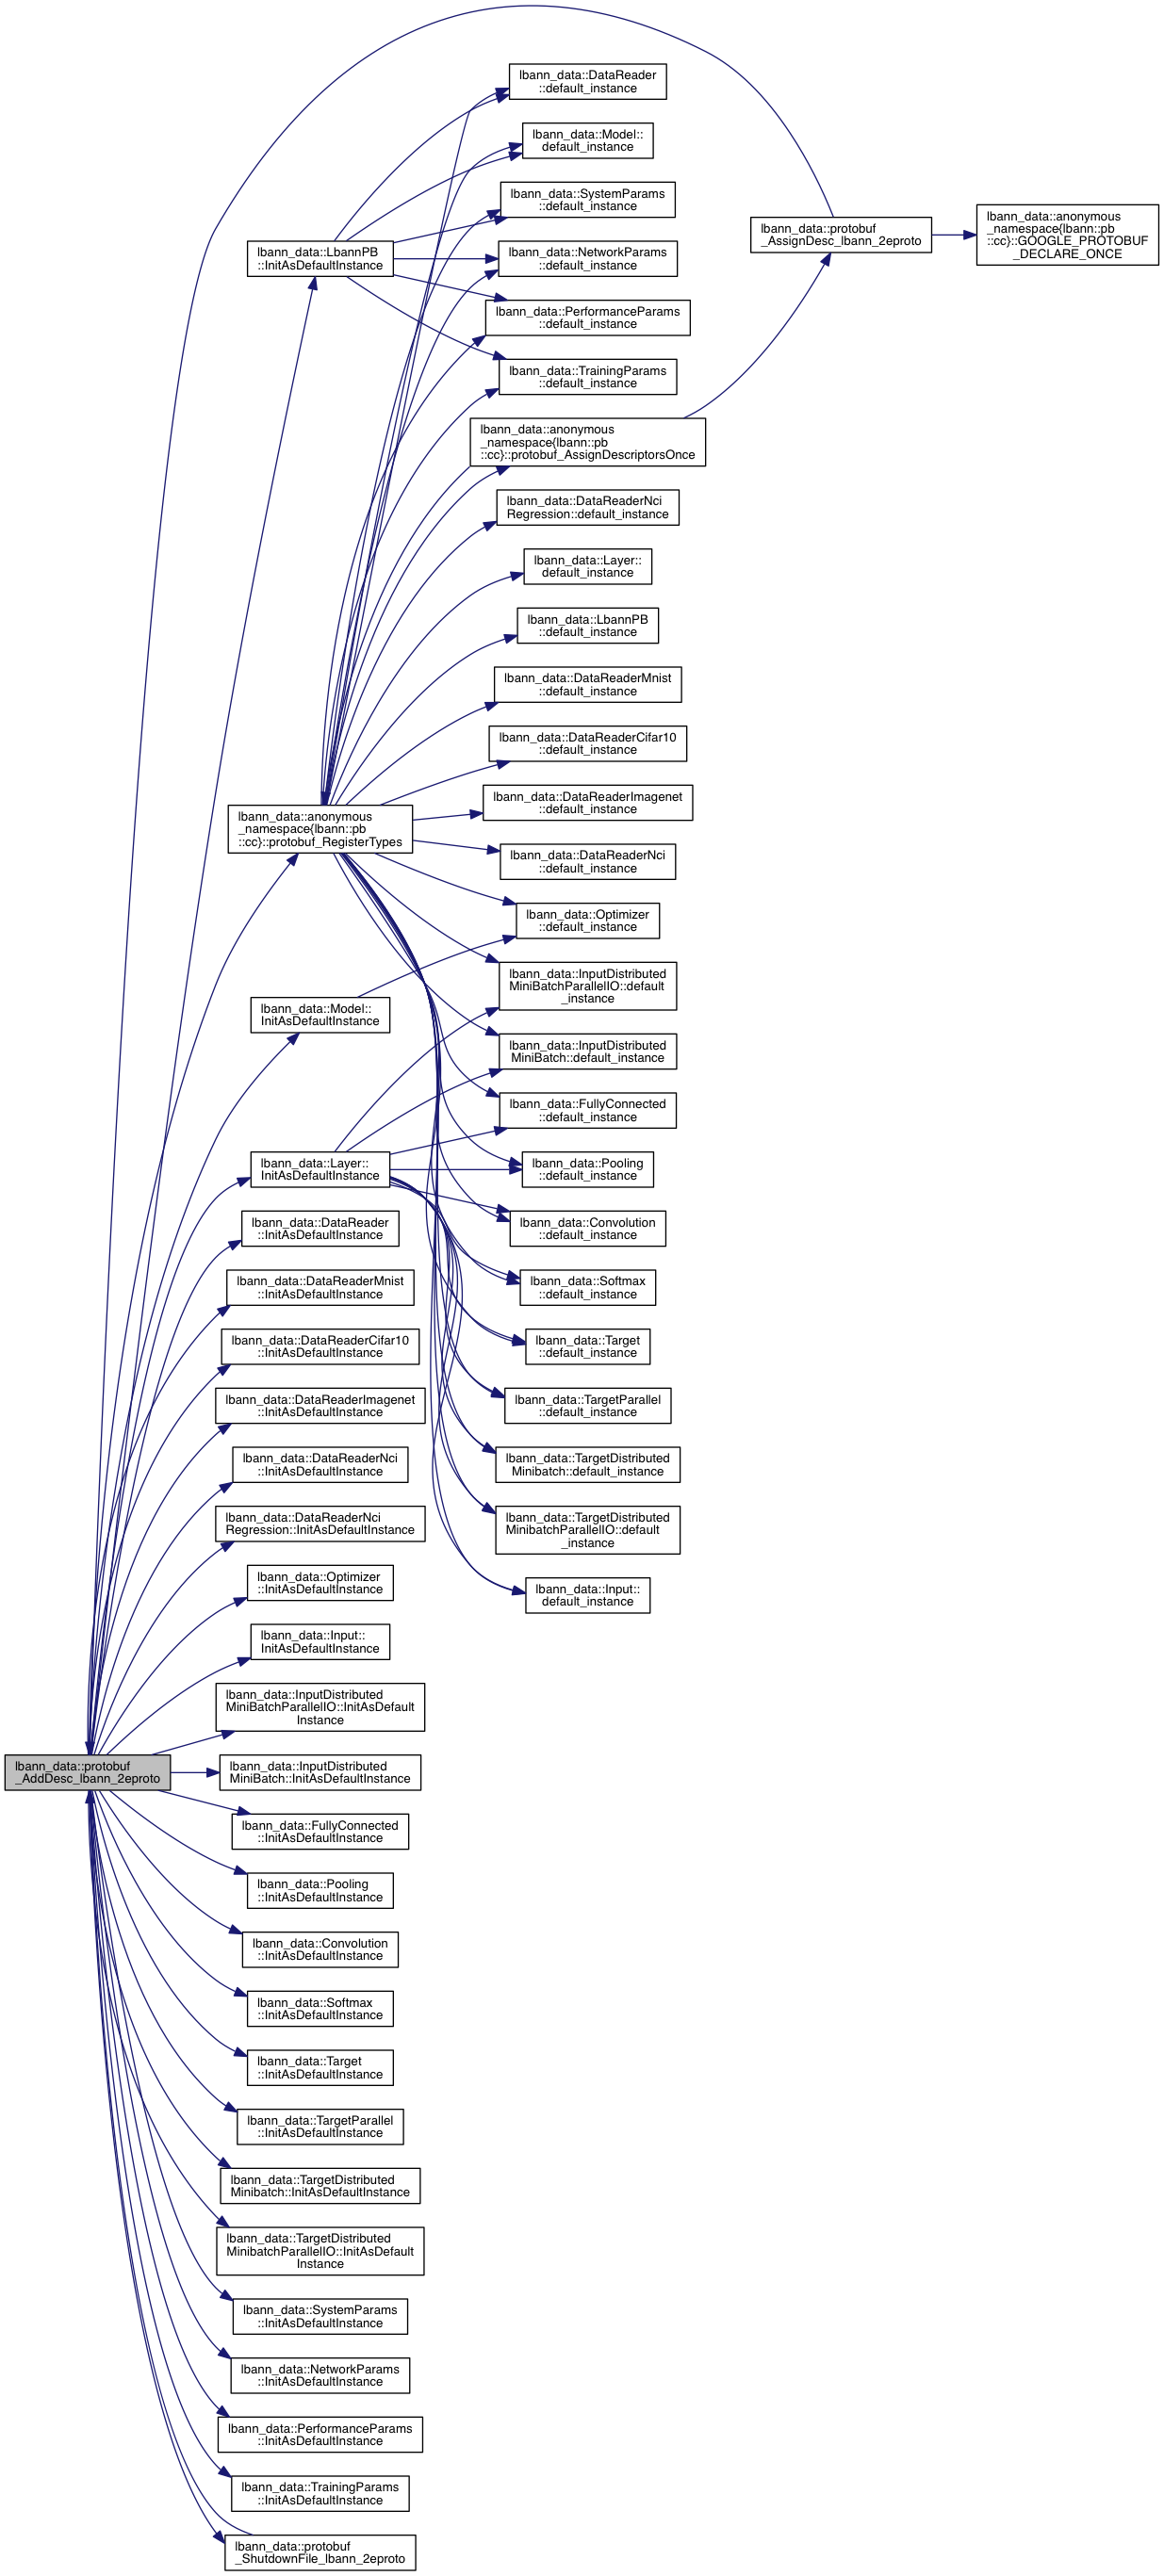 lbann_data::DataReader
::default_instance
lbann_data::Model::
default_instance
lbann_data::SystemParams
::default_instance
lbann_data::protobuf
_AssignDesc_lbann_2eproto
lbann_data::anonymous
_namespace{lbann::pb
::cc}::GOOGLE_PROTOBUF
_DECLARE_ONCE
lbann_data::LbannPB
::InitAsDefaultInstance
lbann_data::NetworkParams
::default_instance
lbann_data::PerformanceParams
::default_instance
lbann_data::TrainingParams
::default_instance
lbann_data::anonymous
_namespace{lbann::pb
::cc}::protobuf_AssignDescriptorsOnce
lbann_data::DataReaderNci
Regression::default_instance
lbann_data::Layer::
default_instance
lbann_data::LbannPB
::default_instance
lbann_data::DataReaderMnist
::default_instance
lbann_data::DataReaderCifar10
::default_instance
lbann_data::DataReaderImagenet
::default_instance
lbann_data::anonymous
_namespace{lbann::pb
::cc}::protobuf_RegisterTypes
lbann_data::DataReaderNci
::default_instance
lbann_data::Optimizer
::default_instance
lbann_data::InputDistributed
MiniBatchParallelIO::default
_instance
lbann_data::Model::
InitAsDefaultInstance
lbann_data::InputDistributed
MiniBatch::default_instance
lbann_data::FullyConnected
::default_instance
lbann_data::Layer::
InitAsDefaultInstance
lbann_data::Pooling
::default_instance
lbann_data::DataReader
::InitAsDefaultInstance
lbann_data::Convolution
::default_instance
lbann_data::DataReaderMnist
::InitAsDefaultInstance
lbann_data::Softmax
::default_instance
lbann_data::DataReaderCifar10
::InitAsDefaultInstance
lbann_data::Target
::default_instance
lbann_data::DataReaderImagenet
::InitAsDefaultInstance
lbann_data::TargetParallel
::default_instance
lbann_data::DataReaderNci
::InitAsDefaultInstance
lbann_data::TargetDistributed
Minibatch::default_instance
lbann_data::DataReaderNci
Regression::InitAsDefaultInstance
lbann_data::TargetDistributed
MinibatchParallelIO::default
_instance
lbann_data::Optimizer
::InitAsDefaultInstance
lbann_data::Input::
default_instance
lbann_data::Input::
InitAsDefaultInstance
lbann_data::InputDistributed
MiniBatchParallelIO::InitAsDefault
Instance
lbann_data::protobuf
_AddDesc_lbann_2eproto
lbann_data::InputDistributed
MiniBatch::InitAsDefaultInstance
lbann_data::FullyConnected
::InitAsDefaultInstance
lbann_data::Pooling
::InitAsDefaultInstance
lbann_data::Convolution
::InitAsDefaultInstance
lbann_data::Softmax
::InitAsDefaultInstance
lbann_data::Target
::InitAsDefaultInstance
lbann_data::TargetParallel
::InitAsDefaultInstance
lbann_data::TargetDistributed
Minibatch::InitAsDefaultInstance
lbann_data::TargetDistributed
MinibatchParallelIO::InitAsDefault
Instance
lbann_data::SystemParams
::InitAsDefaultInstance
lbann_data::NetworkParams
::InitAsDefaultInstance
lbann_data::PerformanceParams
::InitAsDefaultInstance
lbann_data::TrainingParams
::InitAsDefaultInstance
lbann_data::protobuf
_ShutdownFile_lbann_2eproto